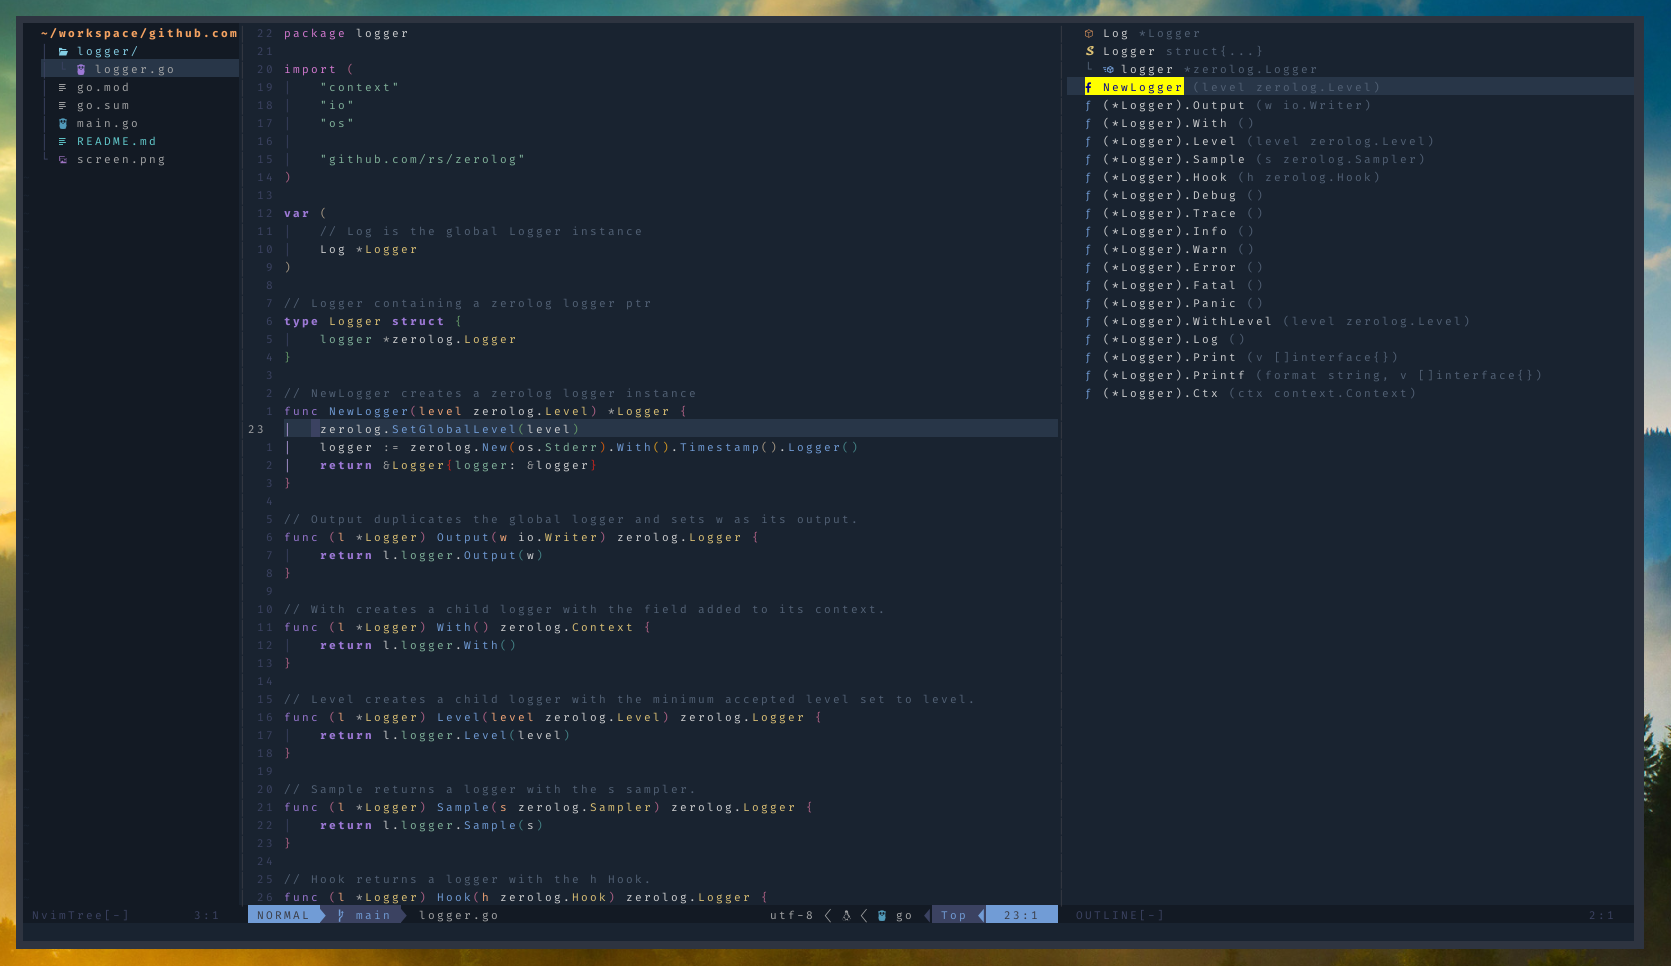 ~/workspace/github.com
logger/
logger.go
go.mod
go.sum
main.go
README.md
screen.png
22 package logger
21
20 import (
19     "context"
18     "io"
17     "os"
16
15     "github.com/rs/zerolog"
14 )
13
12 var (
11     // Log is the global Logger instance
10     Log *Logger
9 )
8
7 // Logger containing a zerolog logger ptr
6 type Logger struct {
5     logger *zerolog.Logger
4 }
3
2 // NewLogger creates a zerolog logger instance
1 func NewLogger(level zerolog.Level) *Logger {
23     zerolog.SetGlobalLevel(level)
1     logger := zerolog.New(os.Stderr).With().Timestamp().Logger()
2     return &Logger{logger: &logger}
3 }
4
5 // Output duplicates the global logger and sets w as its output.
6 func (l *Logger) Output(w io.Writer) zerolog.Logger {
7     return l.logger.Output(w)
8 }
9
10 // With creates a child logger with the field added to its context.
11 func (l *Logger) With() zerolog.Context {
12     return l.logger.With()
13 }
14
15 // Level creates a child logger with the minimum accepted level set to level.
16 func (l *Logger) Level(level zerolog.Level) zerolog.Logger {
17     return l.logger.Level(level)
18 }
19
20 // Sample returns a logger with the s sampler.
21 func (l *Logger) Sample(s zerolog.Sampler) zerolog.Logger {
22     return l.logger.Sample(s)
23 }
24
25 // Hook returns a logger with the h Hook.
26 func (l *Logger) Hook(h zerolog.Hook) zerolog.Logger {
Log *Logger
S Logger struct{...}
logger *zerolog.Logger
f NewLogger (level zerolog.Level)
ƒ (*Logger).Output (w io.Writer)
ƒ (*Logger).With ()
ƒ (*Logger).Level (level zerolog.Level)
ƒ (*Logger).Sample (s zerolog.Sampler)
ƒ (*Logger).Hook (h zerolog.Hook)
ƒ (*Logger).Debug ()
ƒ (*Logger).Trace ()
ƒ (*Logger).Info ()
ƒ (*Logger).Warn ()
ƒ (*Logger).Error ()
ƒ (*Logger).Fatal ()
ƒ (*Logger).Panic ()
ƒ (*Logger).WithLevel (level zerolog.Level)
ƒ (*Logger).Log ()
ƒ (*Logger).Print (v []interface{})
ƒ (*Logger).Printf (format string, v []interface{})
ƒ (*Logger).Ctx (ctx context.Context)
NvimTree[-] 3:1
NORMAL main logger.go utf-8 go Top 23:1
OUTLINE[-] 2:1